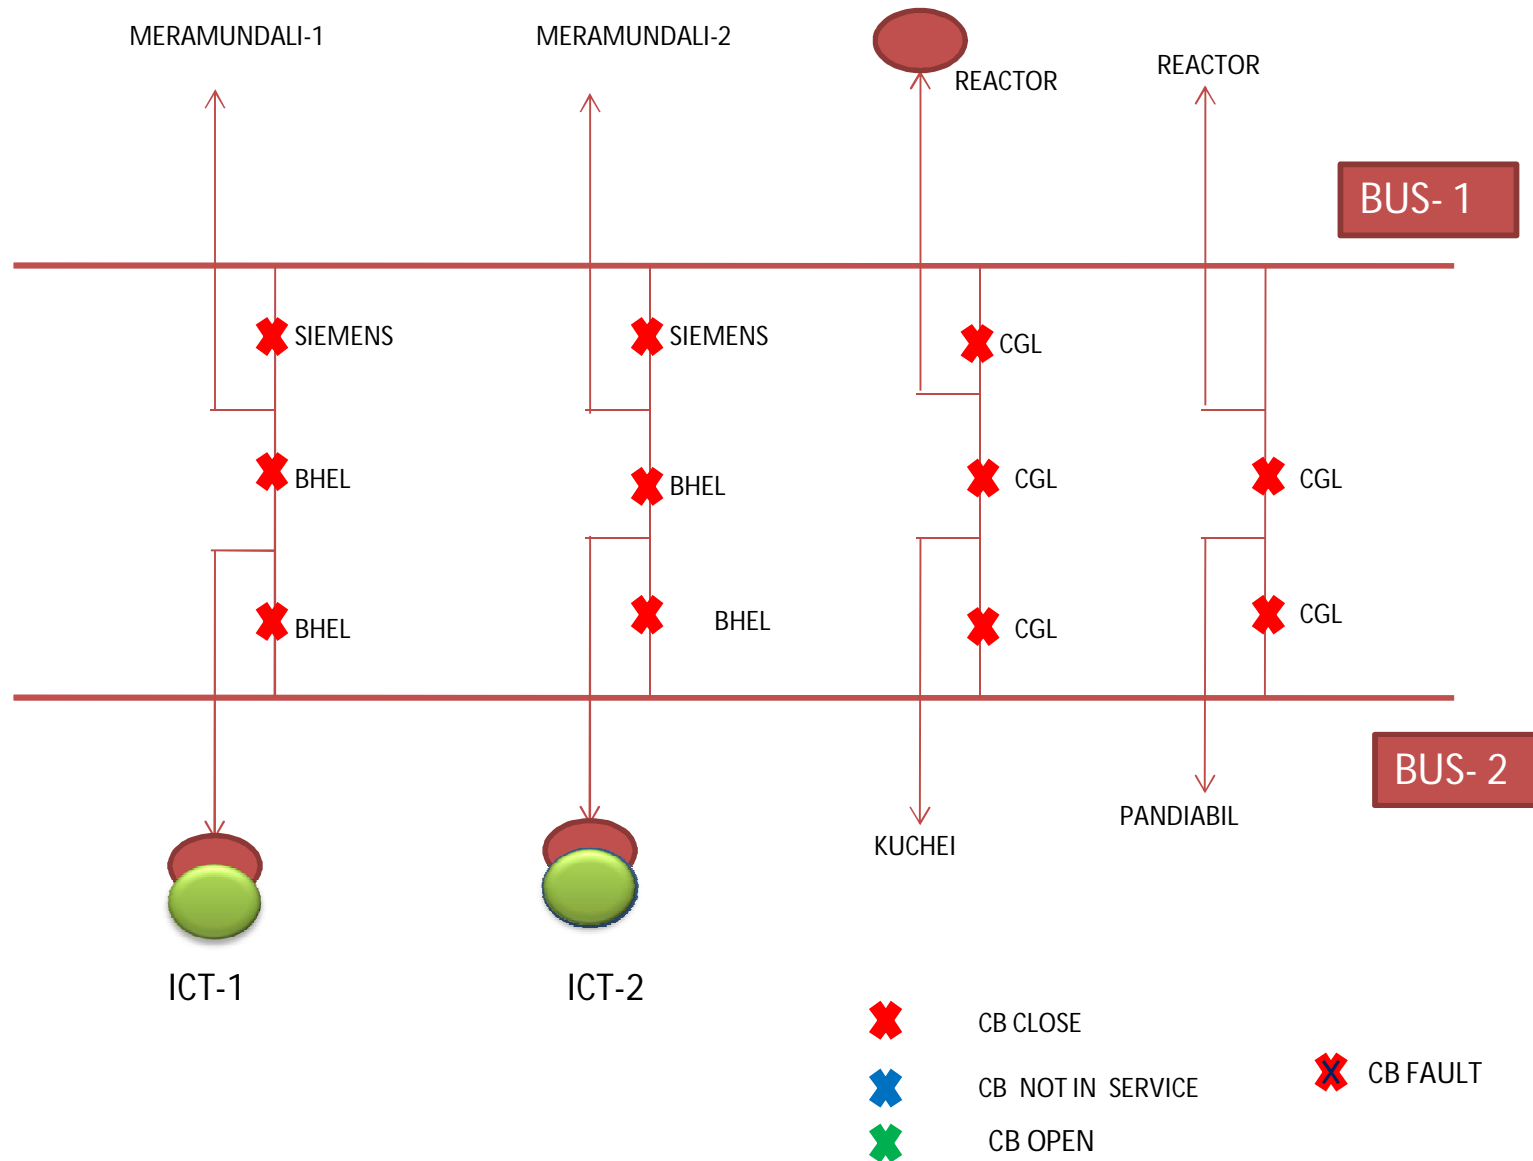 MERAMUNDALI-1
MERAMUNDALI-2
REACTOR
REACTOR
BUS- 1
SIEMENS
SIEMENS
CGL
BHEL
BHEL
CGL
CGL
BHEL
BHEL
CGL
CGL
BUS- 2
PANDIABIL
KUCHEI
ICT-1
ICT-2
CB CLOSE
CB FAULT
CB NOT IN SERVICE
CB OPEN